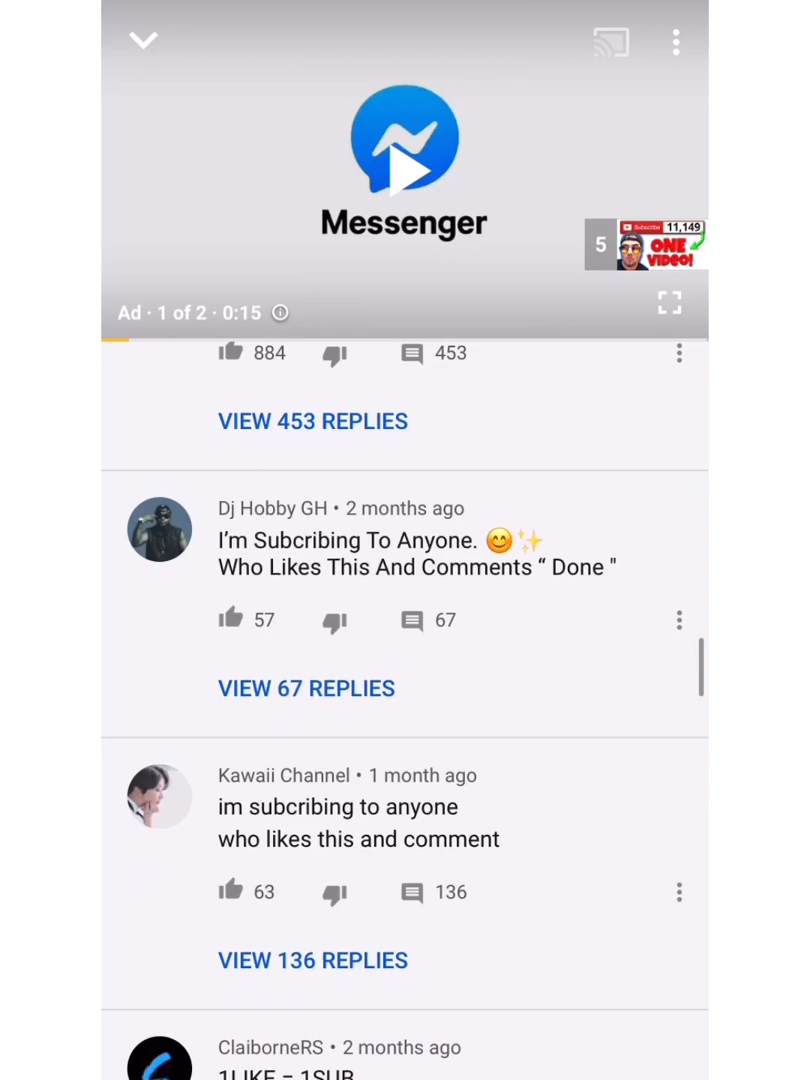 Messenger
Subscribe 11,149
5
ONE
VIDEO!
Ad · 1 of 2 · 0:15
884 453
VIEW 453 REPLIES
Dj Hobby GH • 2 months ago
I’m Subcribing To Anyone. 😊✨
Who Likes This And Comments “ Done "
57 67
VIEW 67 REPLIES
Kawaii Channel • 1 month ago
im subcribing to anyone
who likes this and comment
63 136
VIEW 136 REPLIES
ClaiborneRS • 2 months ago
1LIKE = 1SUB